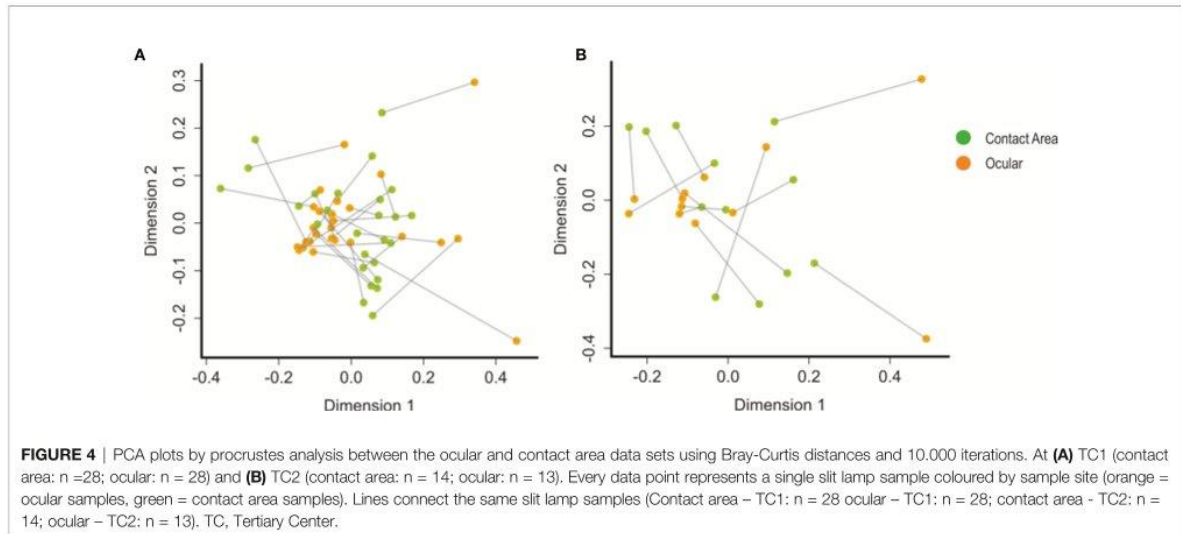 A
B
0.3
0.2
0.1
0.0
-0.1
-0.2
Dimension 2
-0.4 -0.2 0.0 0.2 0.4
Dimension 1
0.2
0.0
-0.2
-0.4
Dimension 2
-0.2 0.0 0.2 0.4
Dimension 1
Contact Area
Ocular
FIGURE 4 | PCA plots by procrustes analysis between the ocular and contact area data sets using Bray-Curtis distances and 10.000 iterations. At (A) TC1 (contact
area: n =28; ocular: n = 28) and (B) TC2 (contact area: n = 14; ocular: n = 13). Every data point represents a single slit lamp sample coloured by sample site (orange =
ocular samples, green = contact area samples). Lines connect the same slit lamp samples (Contact area – TC1: n = 28 ocular – TC1: n = 28; contact area - TC2: n =
14; ocular – TC2: n = 13). TC, Tertiary Center.